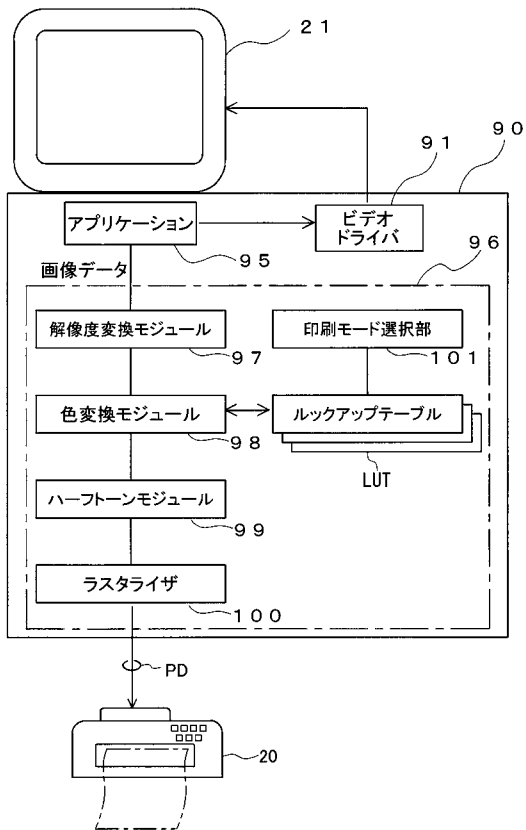 21
90
91
アプリケーション
ビデオ
ドライバ
95
96
画像データ
解像度変換モジュール
97
印刷モード選択部
101
色変換モジュール
98
ルックアップテーブル
LUT
ハーフトーンモジュール
99
ラスタライザ
100
PD
20